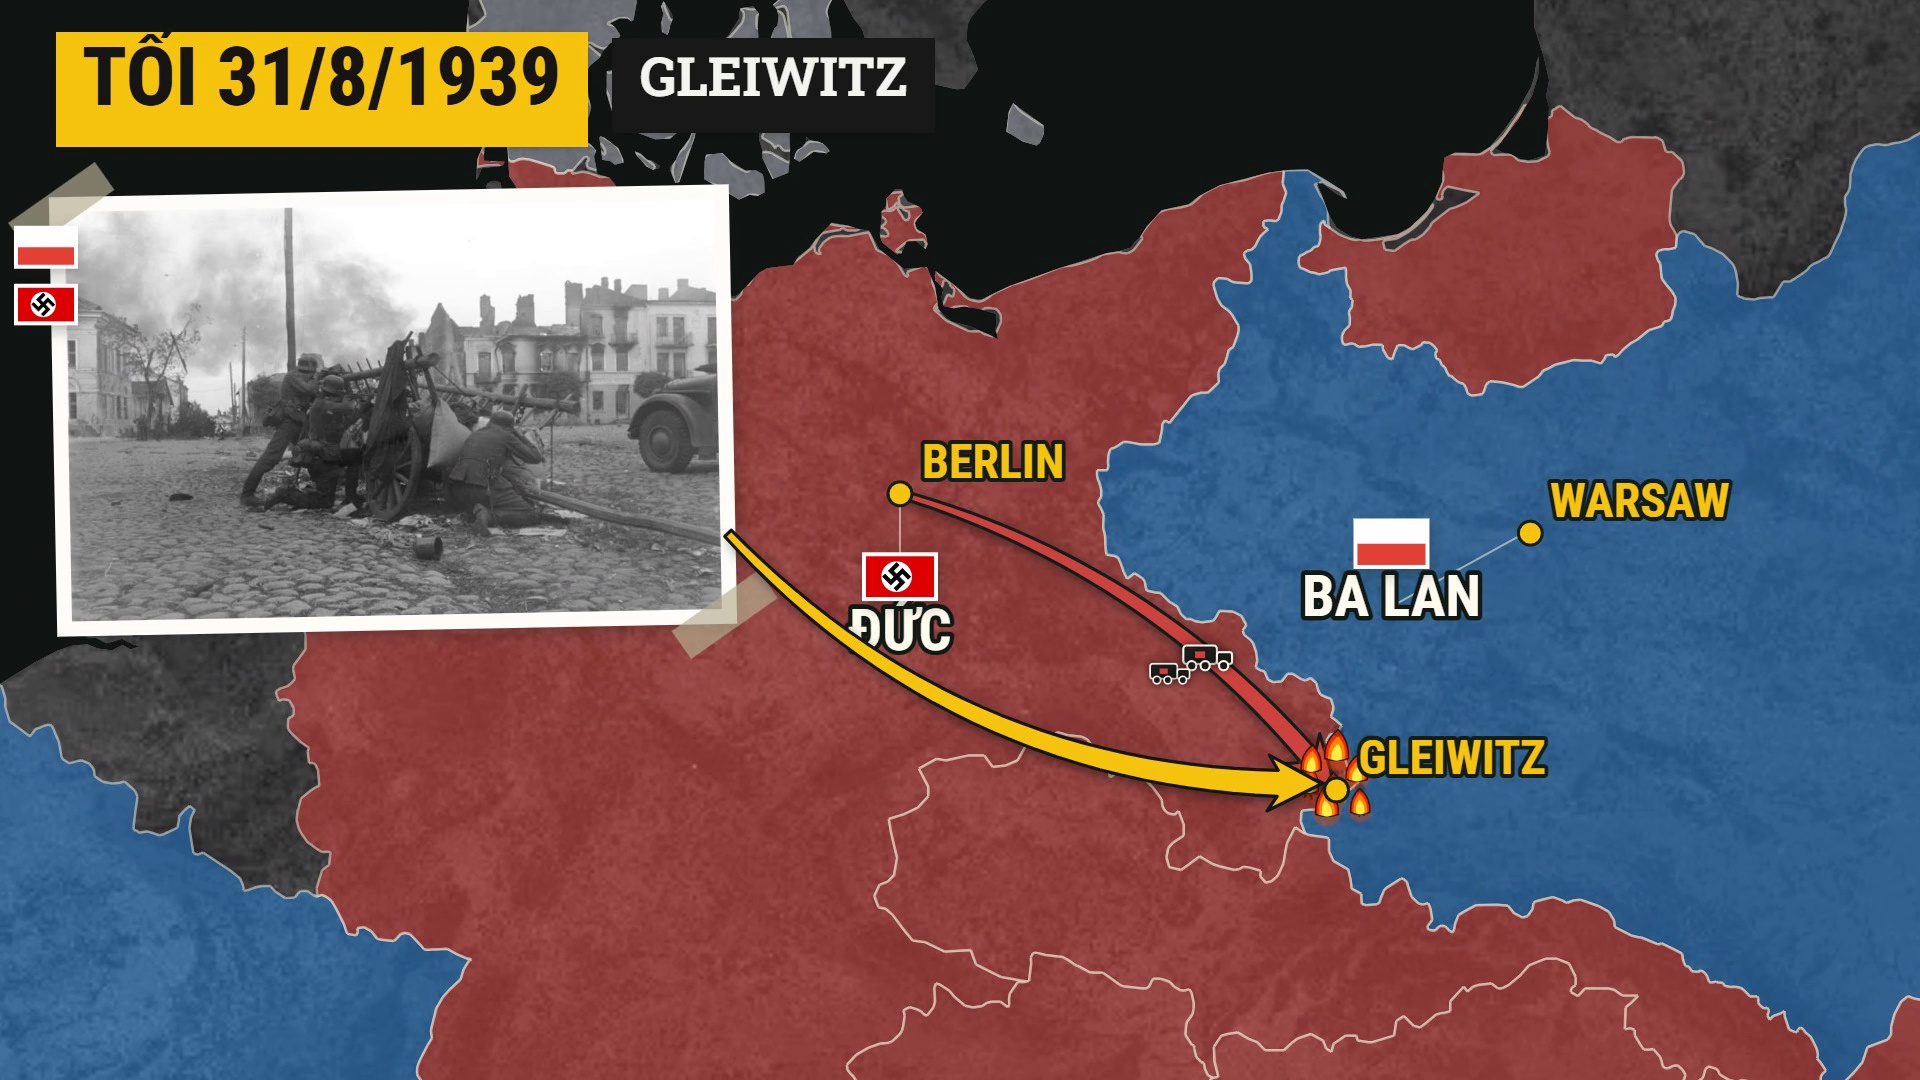 TỐI 31/8/1939
GLEIWITZ
BERLIN
WARSAW
ĐỨC
BA LAN
GLEIWITZ